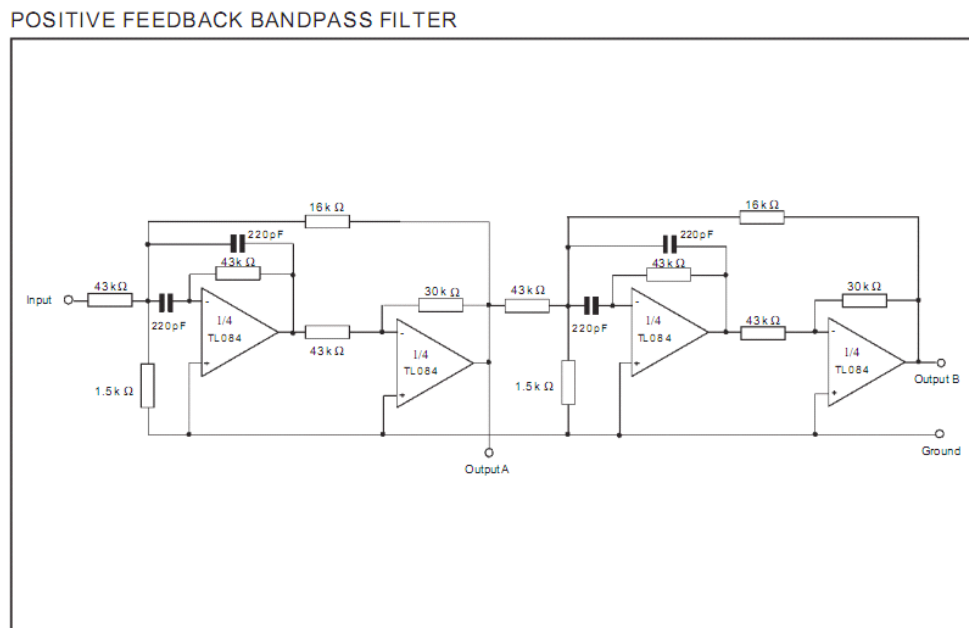 POSITIVE FEEDBACK BANDPASS FILTER
16k Ω
16k Ω
220pF
220pF
43k Ω
43k Ω
43k Ω
30k Ω
43k Ω
30k Ω
Input
-
-
-
-
220pF
1/4
TL084
43k Ω
1/4
TL084
220pF
1/4
TL084
43k Ω
1/4
TL084
1.5k Ω
+
+
1.5k Ω
+
+
Output B
Ground
Output A